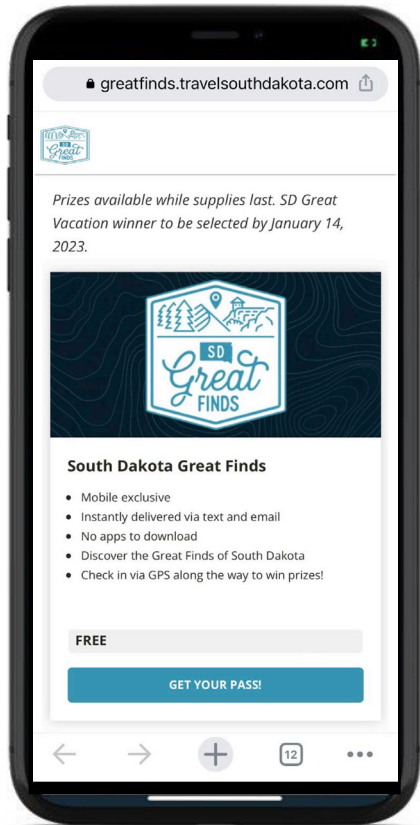 greatfinds.travelsouthdakota.com
SD
Great
FINDS
Prizes available while supplies last. SD Great
Vacation winner to be selected by January 14,
2023.
SD
Great
FINDS
South Dakota Great Finds
• Mobile exclusive
• Instantly delivered via text and email
• No apps to download
• Discover the Great Finds of South Dakota
• Check in via GPS along the way to win prizes!
FREE
GET YOUR PASS!
12